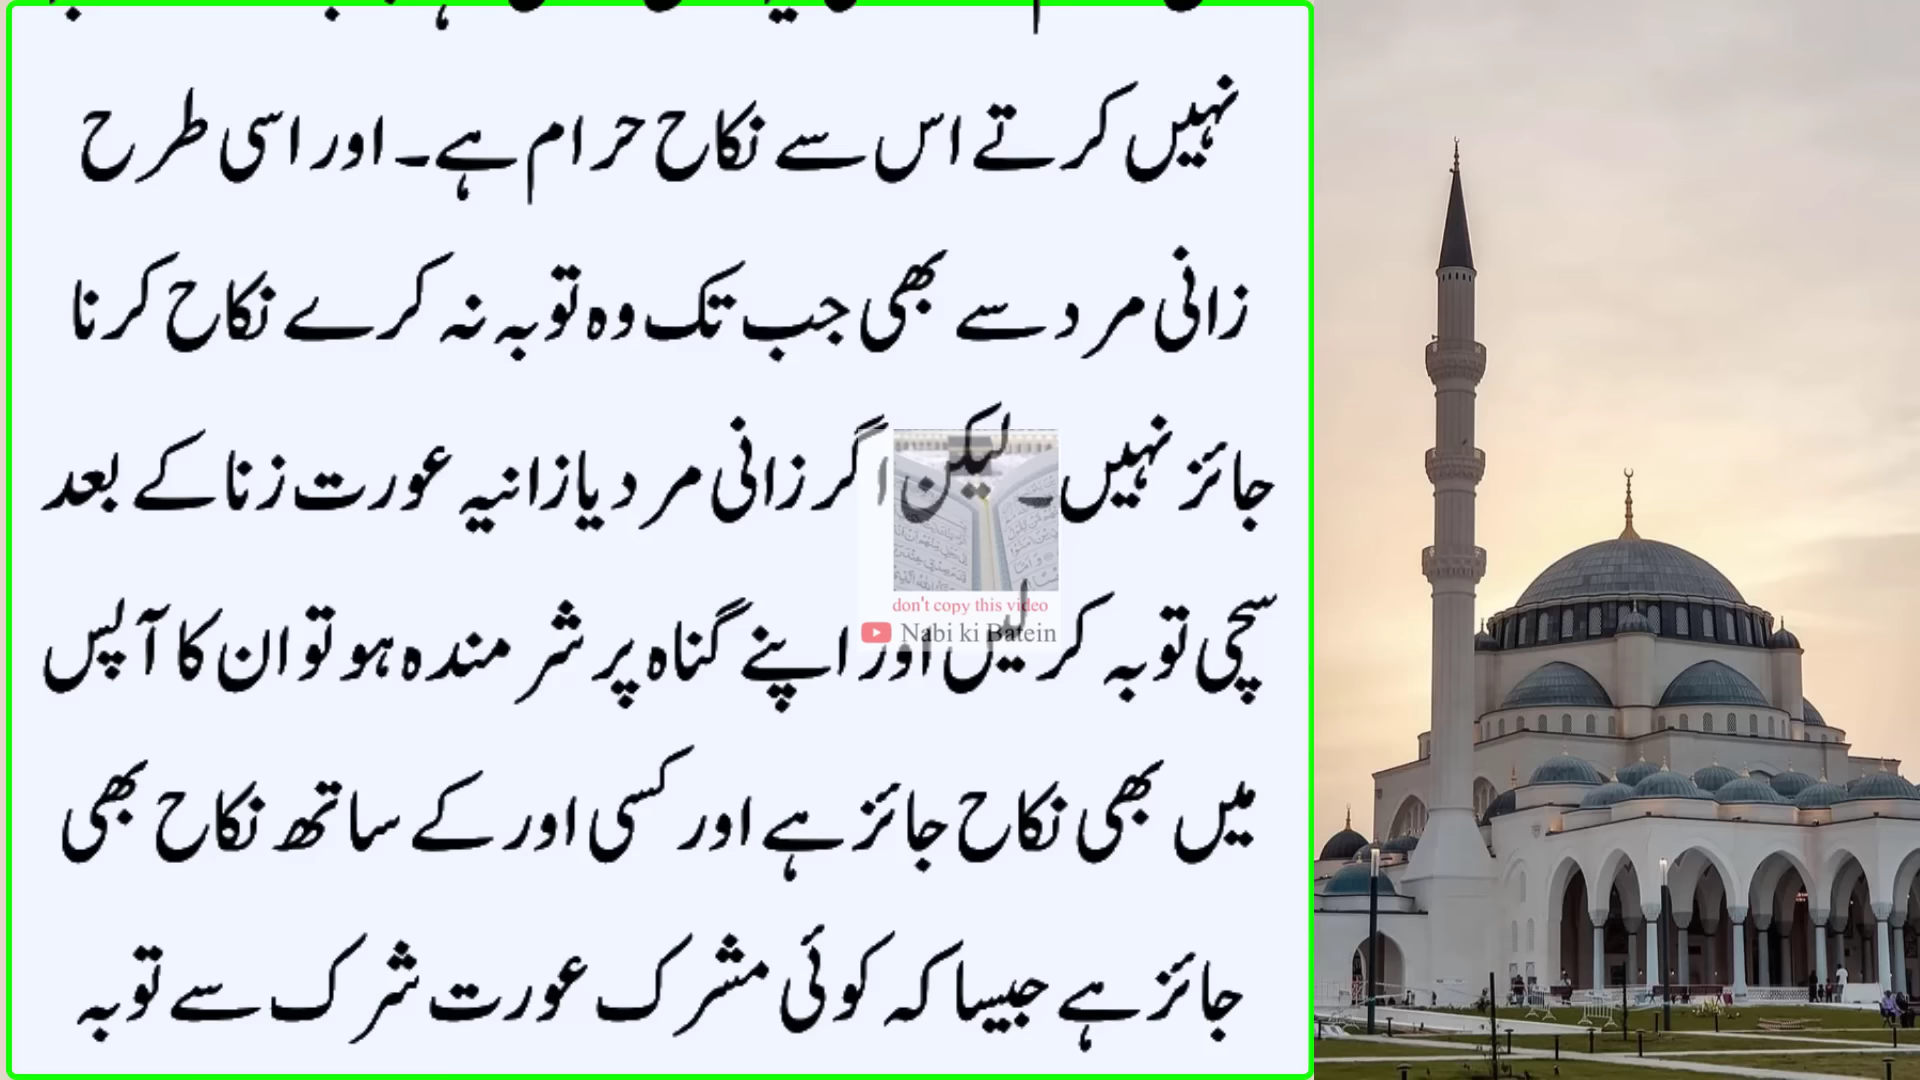 نہیں کرتے اس سے نکاح حرام ہے۔ اور اسی طرح
زانی مرد سے بھی جب تک وہ توبہ نہ کرے نکاح کرنا
جائز نہیں۔ لیکن اگر زانی مرد یا زانیہ عورت زنا کے بعد
سچی توبہ کر لیں اور اپنے گناہ پر شرمندہ ہو تو ان کا آپس
میں بھی نکاح جائز ہے اور کسی اور کے ساتھ نکاح بھی
جائز ہے جیسا کہ کوئی مشرک عورت شرک سے توبہ
don't copy this video
Nabi ki Batein